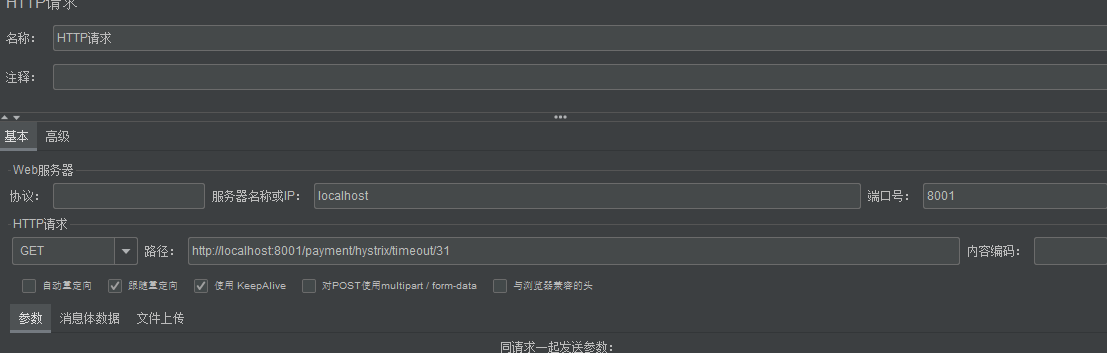 HTTP请求
名称： HTTP请求
注释：
基本 高级
Web服务器
协议： 服务器名称或IP： localhost 端口号： 8001
HTTP请求
GET 路径： http://localhost:8001/payment/hystrix/timeout/31 内容编码：
自动重定向 跟随重定向 使用 KeepAlive 对POST使用multipart / form-data 与浏览器兼容的头
参数 消息体数据 文件上传
同请求一起发送参数：